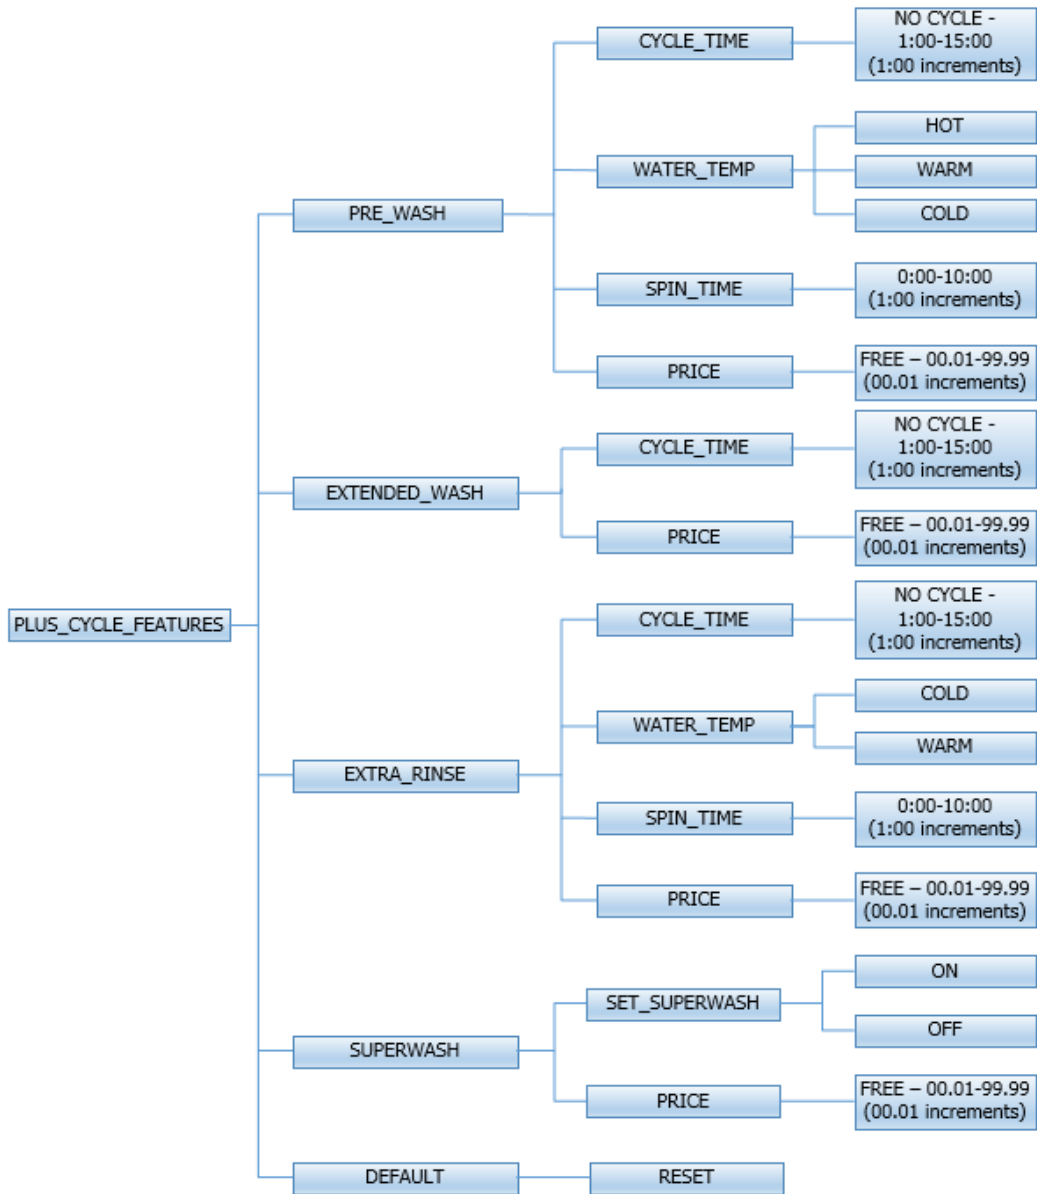 PLUS_CYCLE_FEATURES
PRE_WASH
CYCLE_TIME
NO CYCLE -
1:00-15:00
(1:00 increments)
WATER_TEMP
HOT
WARM
COLD
SPIN_TIME
0:00-10:00
(1:00 increments)
PRICE
FREE – 00.01-99.99
(00.01 increments)
EXTENDED_WASH
CYCLE_TIME
NO CYCLE -
1:00-15:00
(1:00 increments)
PRICE
FREE – 00.01-99.99
(00.01 increments)
EXTRA_RINSE
CYCLE_TIME
NO CYCLE -
1:00-15:00
(1:00 increments)
WATER_TEMP
COLD
WARM
SPIN_TIME
0:00-10:00
(1:00 increments)
PRICE
FREE – 00.01-99.99
(00.01 increments)
SUPERWASH
SET_SUPERWASH
ON
OFF
PRICE
FREE – 00.01-99.99
(00.01 increments)
DEFAULT
RESET